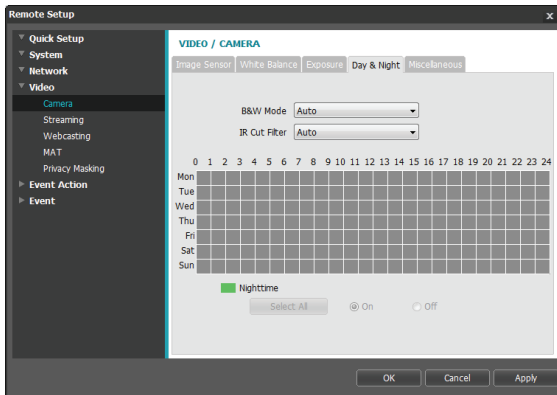 Remote Setup
x
Quick Setup
System
Network
Video
Camera
Streaming
Webcasting
MAT
Privacy Masking
Event Action
Event
VIDEO / CAMERA
Image Sensor White Balance Exposure Day & Night Miscellaneous
B&W Mode Auto
IR Cut Filter Auto
0 1 2 3 4 5 6 7 8 9 10 11 12 13 14 15 16 17 18 19 20 21 22 23 24
Mon
Tue
Wed
Thu
Fri
Sat
Sun
Nighttime
Select All On Off
OK Cancel Apply